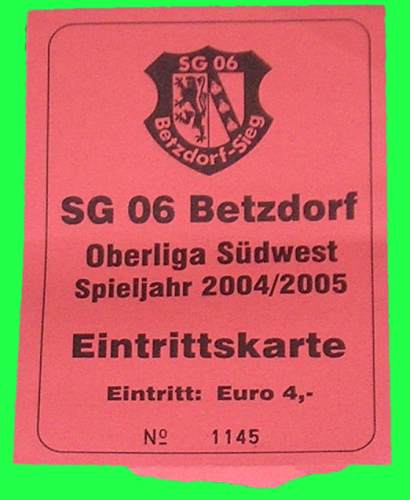 SG 06
Betzdorf-Sieg
SG 06 Betzdorf
Oberliga Südwest
Spieljahr 2004/2005
Eintrittskarte
Eintritt: Euro 4,-
Nº 1145